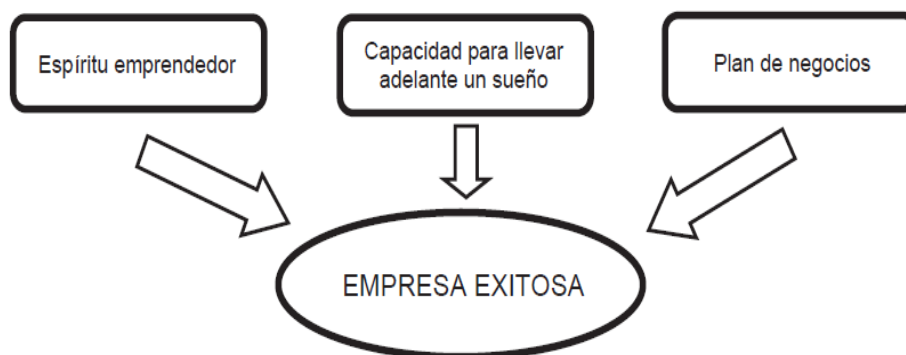 Espíritu emprendedor
Capacidad para llevar
adelante un sueño
Plan de negocios
EMPRESA EXITOSA